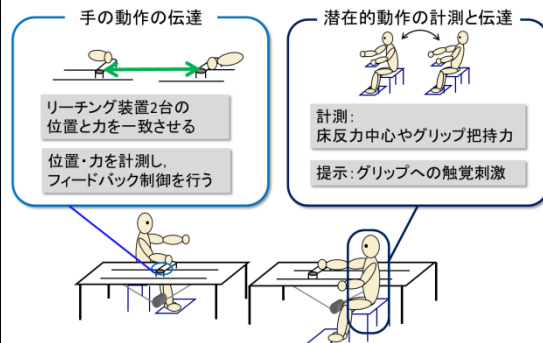 手の動作の伝達
リーチング装置2台の
位置と力を一致させる
位置・力を計測し，
フィードバック制御を行う
潜在的動作の計測と伝達
計測：
床反力中心やグリップ把持力
提示：グリップへの触覚刺激